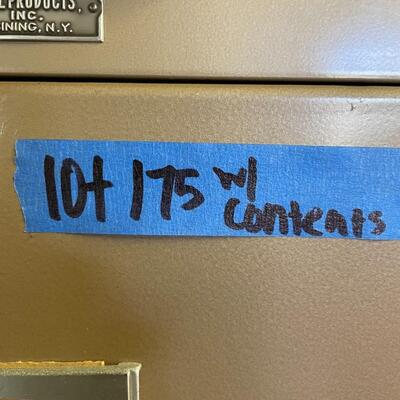 PRODUCTS,
INC.
INING, N.Y.
lot 175 w/
contents